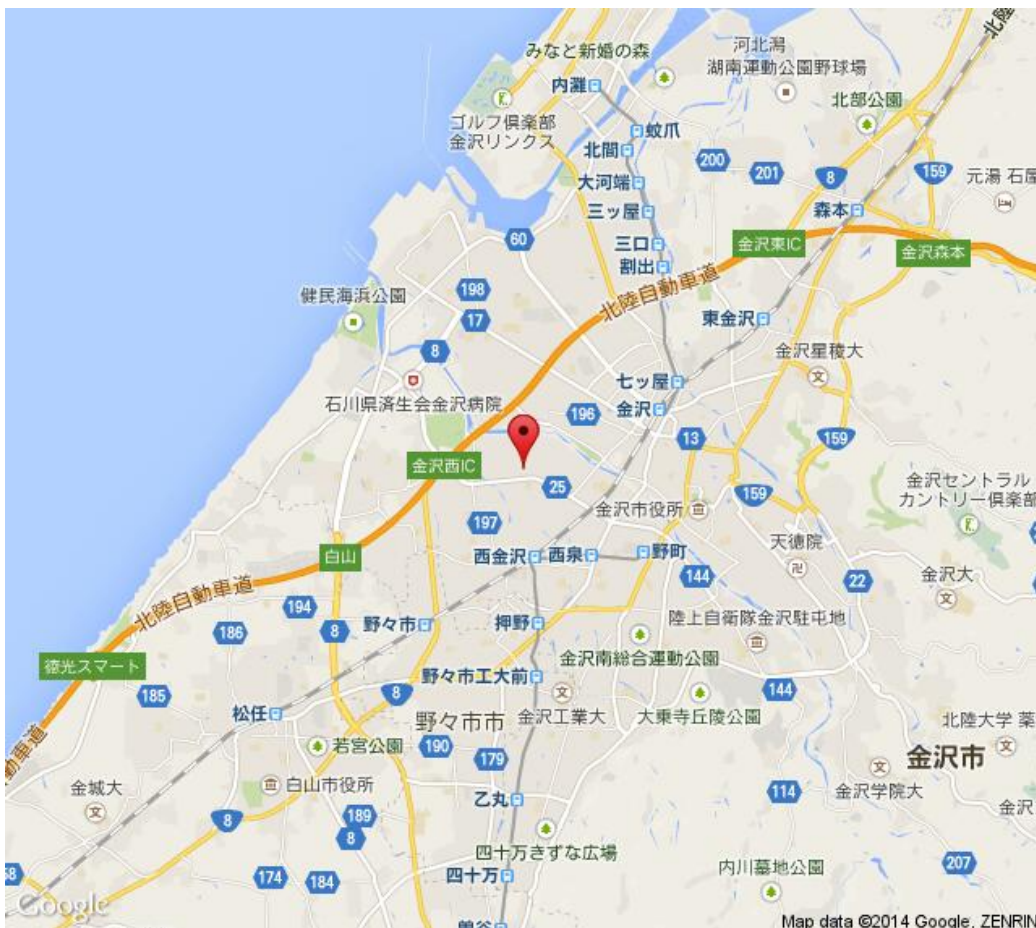 みなと新婚の森
河北潟
湖南運動公園野球場
内灘
北部公園
ゴルフ倶楽部
金沢リンクス
蚊爪
北間
200
201
8
159
大河端
元湯 石屋
三ッ屋
森本
60
三口
金沢東IC
金沢森本
割出
198
健民海浜公園
北陸自動車道
17
東金沢
8
金沢星稜大
七ッ屋
石川県済生会金沢病院
金沢
196
13
159
金沢西IC
25
159
金沢セントラル
カントリー倶楽部
金沢市役所
197
天徳院
白山
西金沢
西泉
野町
144
22
金沢大
北陸自動車道
194
186
8
野々市
押野
陸上自衛隊金沢駐屯地
金沢南総合運動公園
徳光スマート
185
8
野々市工大前
144
松任
野々市市
金沢工業大
大乗寺丘陵公園
北陸大学 薬
若宮公園
190
179
金沢市
白山市役所
金城大
114
金沢学院大
乙丸
金沢
189
8
8
四十万きずな広場
174
184
四十万
内川墓地公園
207
Google
曽谷
Map data ©2014 Google, ZENRIN